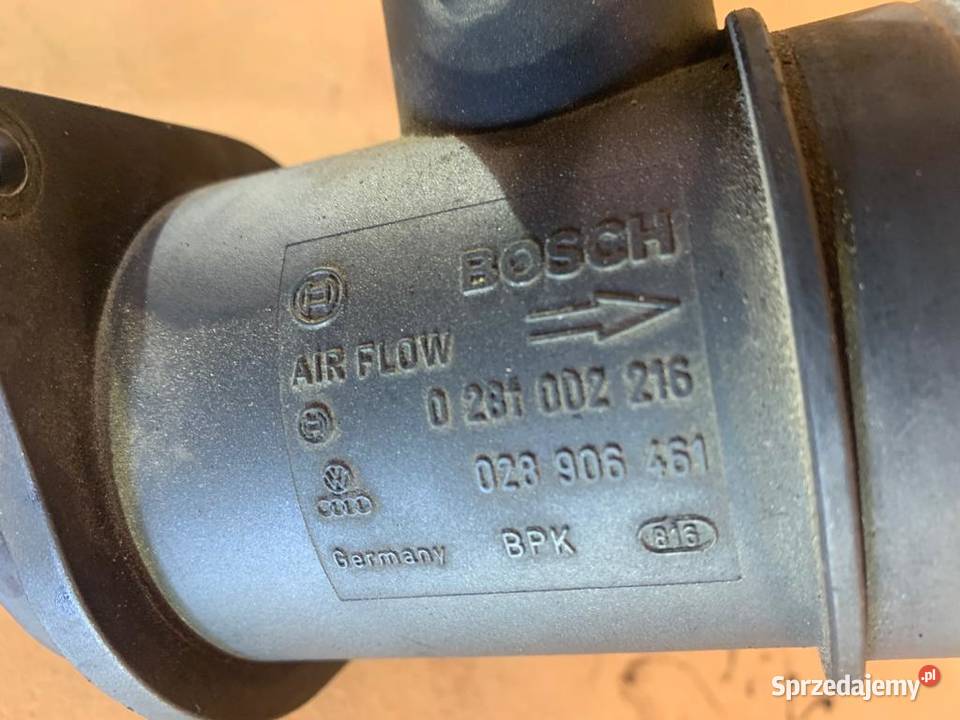 BOSCH
AIR FLOW
0 281 002 216
028 906 461
Germany BPK 816
Sprzedajemy.pl